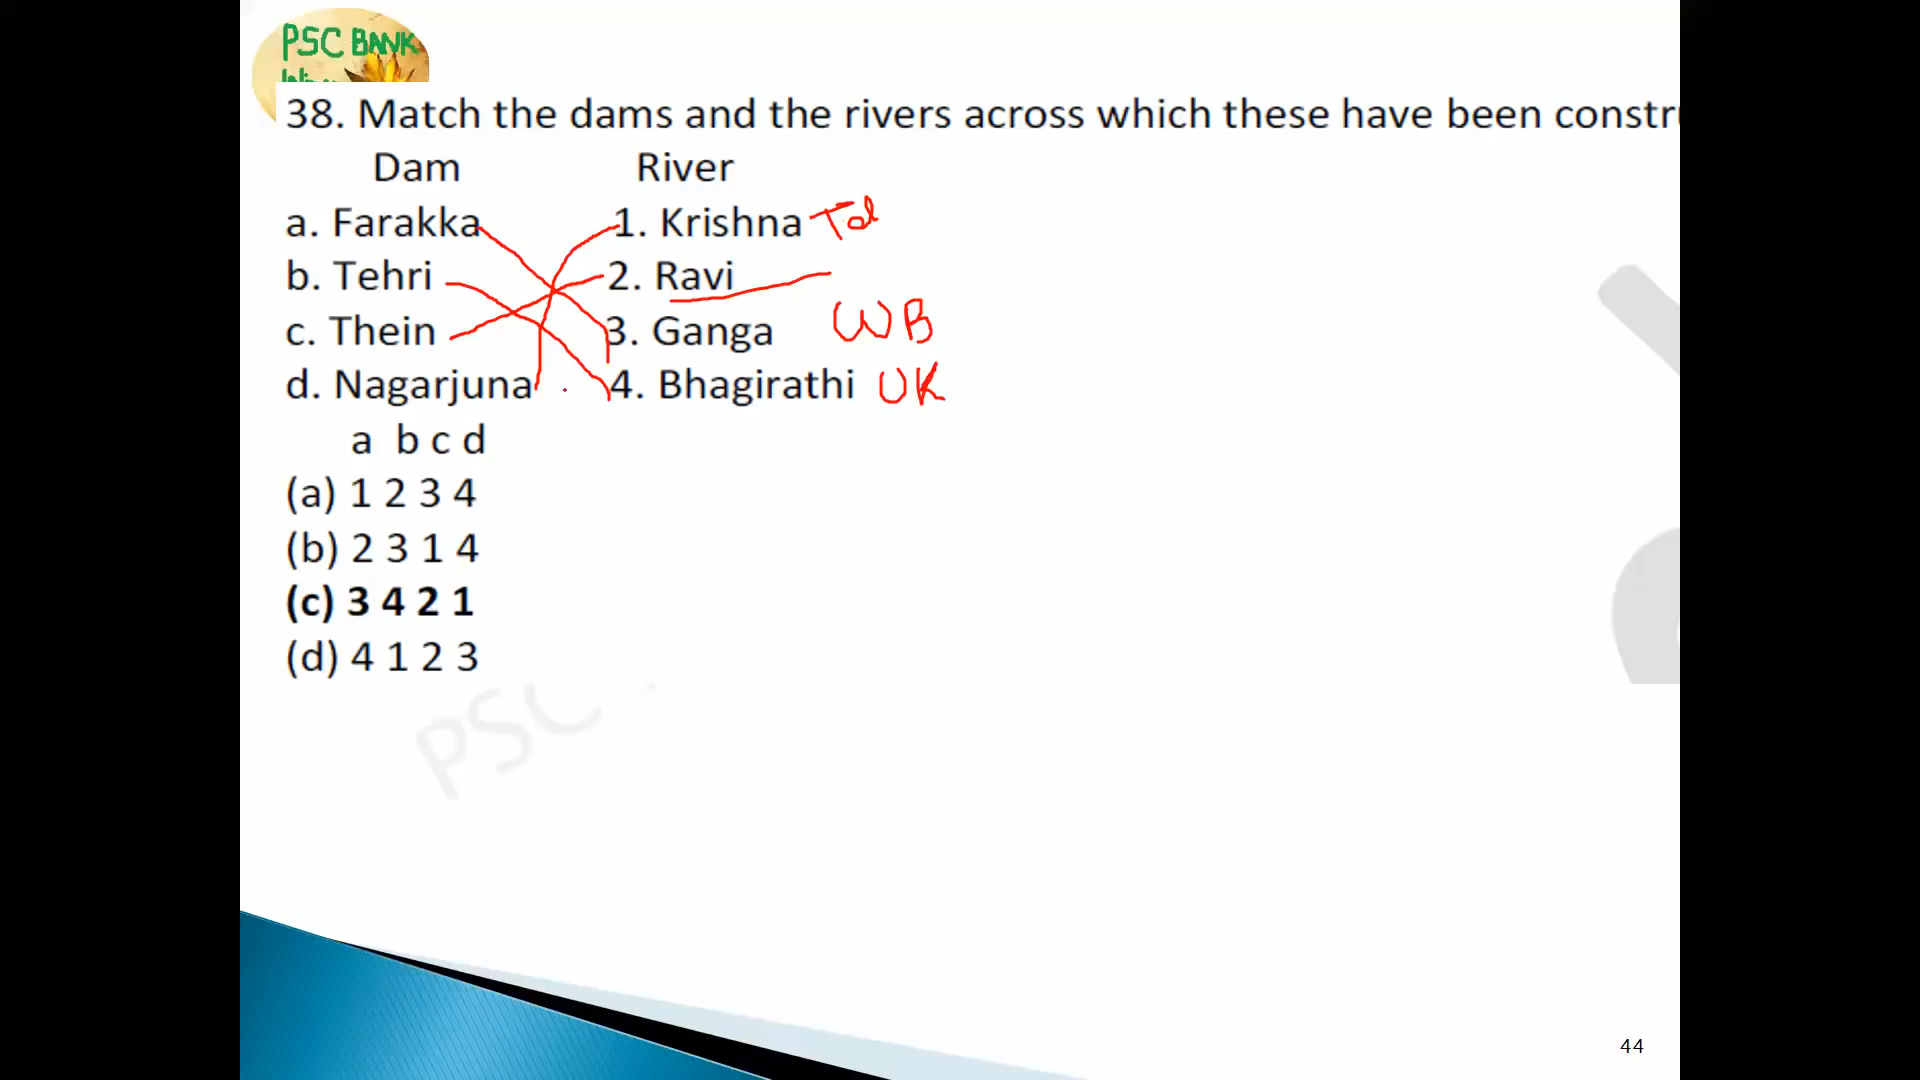 PSC BANK
38. Match the dams and the rivers across which these have been constr
Dam River
a. Farakka 1. Krishna Tel
b. Tehri 2. Ravi
c. Thein 3. Ganga WB
d. Nagarjuna 4. Bhagirathi UK
a b c d
(a) 1 2 3 4
(b) 2 3 1 4
(c) 3 4 2 1
(d) 4 1 2 3
PSC
44